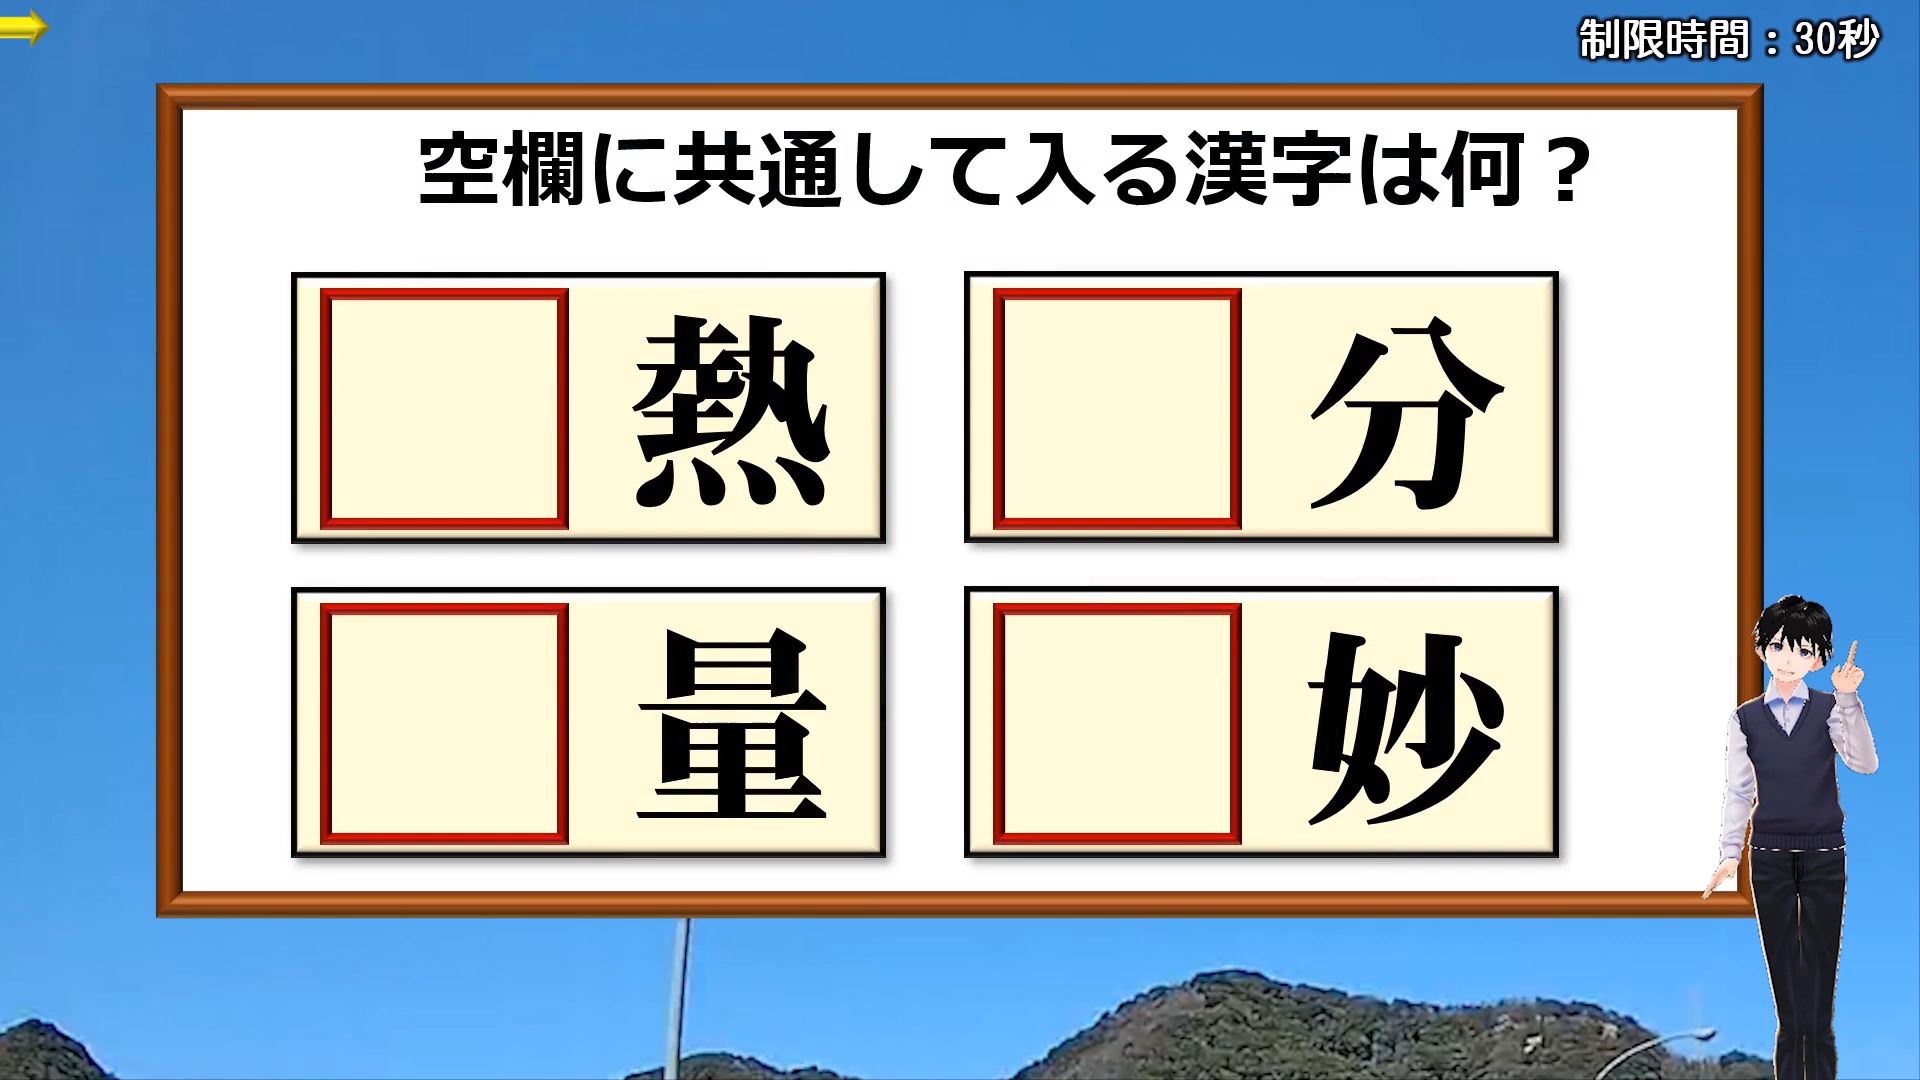 制限時間：30秒
空欄に共通して入る漢字は何？
熱
分
量
妙